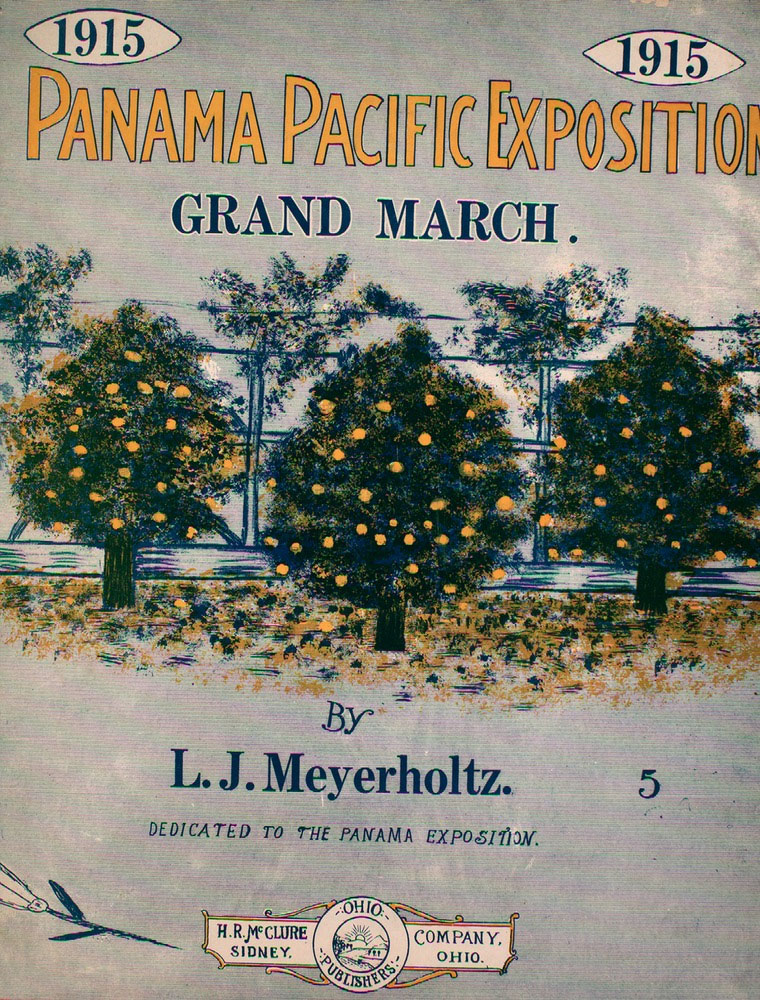 1915
1915
PANAMA PACIFIC EXPOSITION
GRAND MARCH.
By
L. J. Meyerholtz.
5
DEDICATED TO THE PANAMA EXPOSITION.
H. R. McCLURE COMPANY,
SIDNEY, OHIO.
OHIO
PUBLISHERS